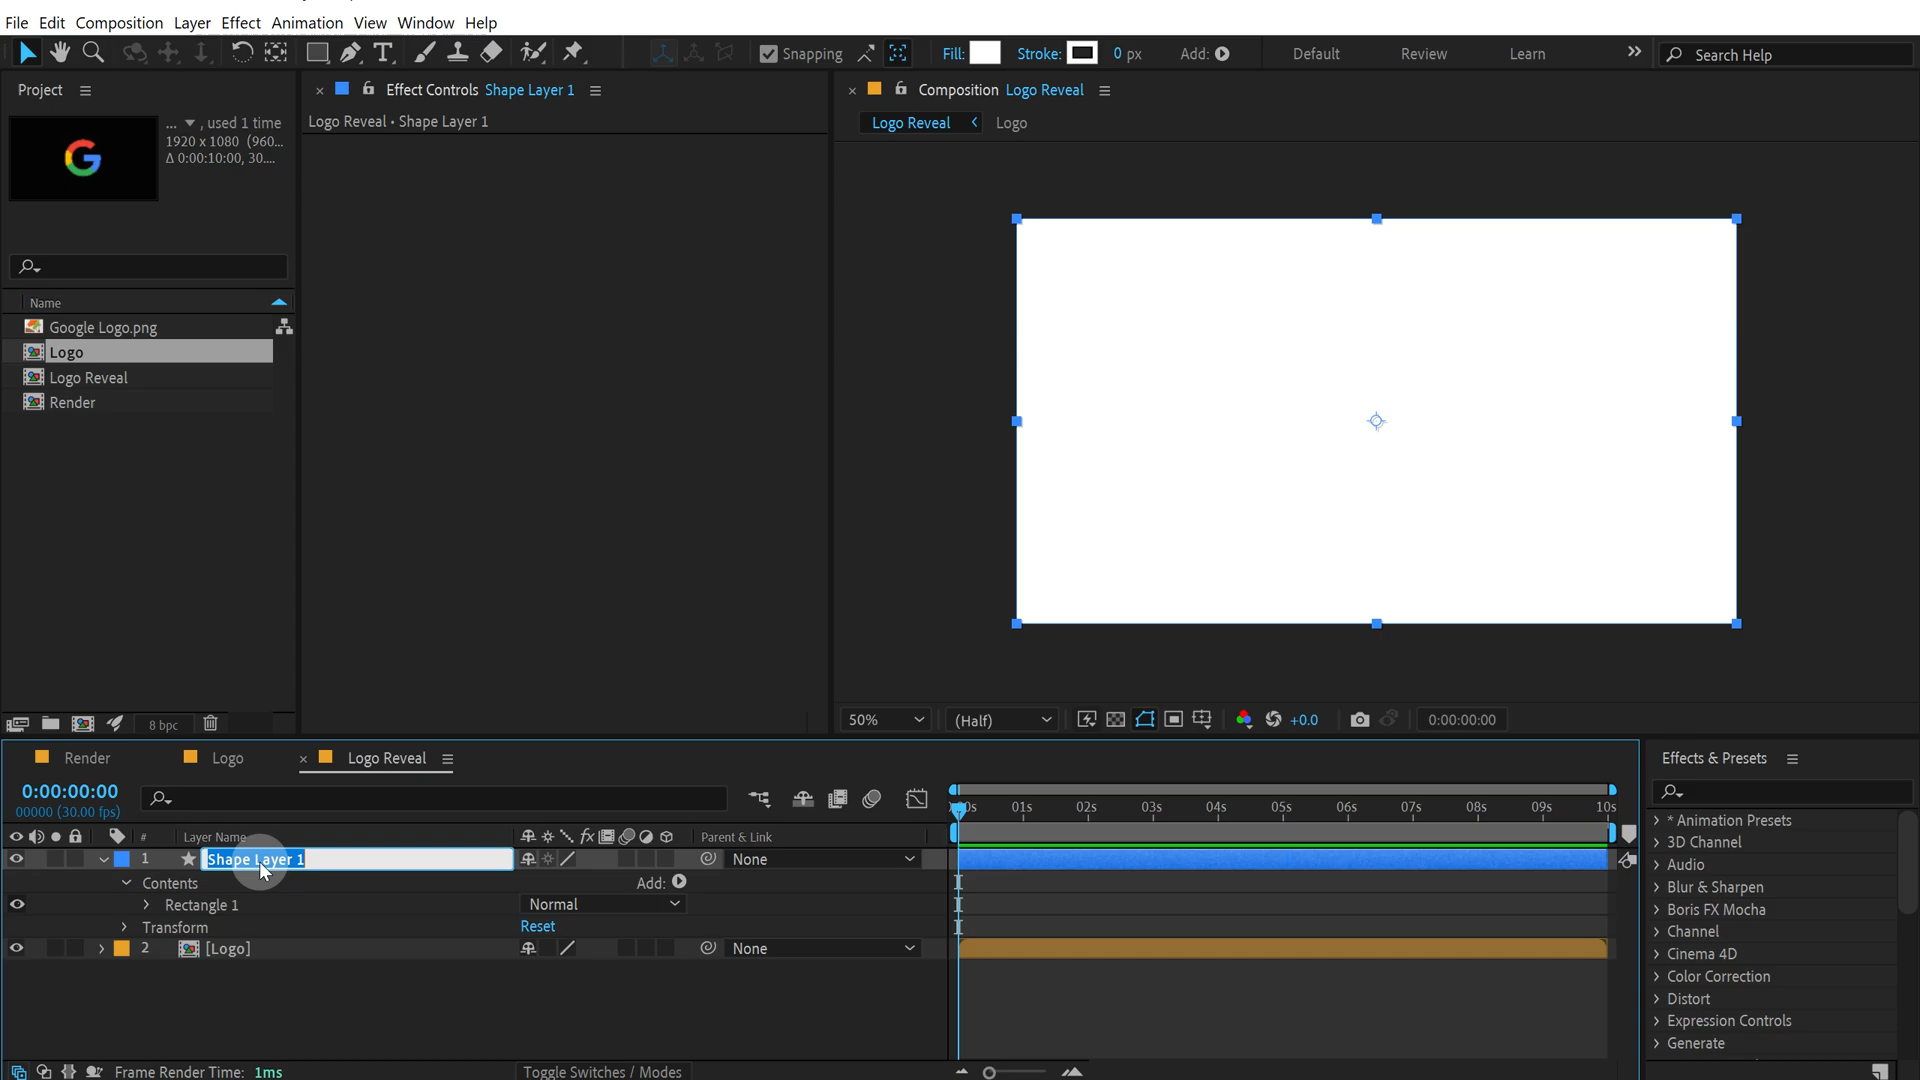 File Edit Composition Layer Effect Animation View Window Help
Snapping Fill: Stroke: 0 px Add: Default Review Learn Search Help
Project
Effect Controls Shape Layer 1
Composition Logo Reveal
... , used 1 time
1920 x 1080 (960...
Δ 0:00:10:00, 30....
Logo Reveal • Shape Layer 1
Logo Reveal Logo
Name
Google Logo.png
Logo
Logo Reveal
Render
8 bpc
50% (Half) +0.0 0:00:00:00
Render Logo Logo Reveal
Effects & Presets
0:00:00:00
00000 (30.00 fps)
01s 02s 03s 04s 05s 06s 07s 08s 09s 10s
# Layer Name Parent & Link
1 Shape Layer 1 None
Contents Add:
Rectangle 1 Normal
Transform Reset
2 [Logo] None
* Animation Presets
3D Channel
Audio
Blur & Sharpen
Boris FX Mocha
Channel
Cinema 4D
Color Correction
Distort
Expression Controls
Generate
Frame Render Time: 1ms Toggle Switches / Modes